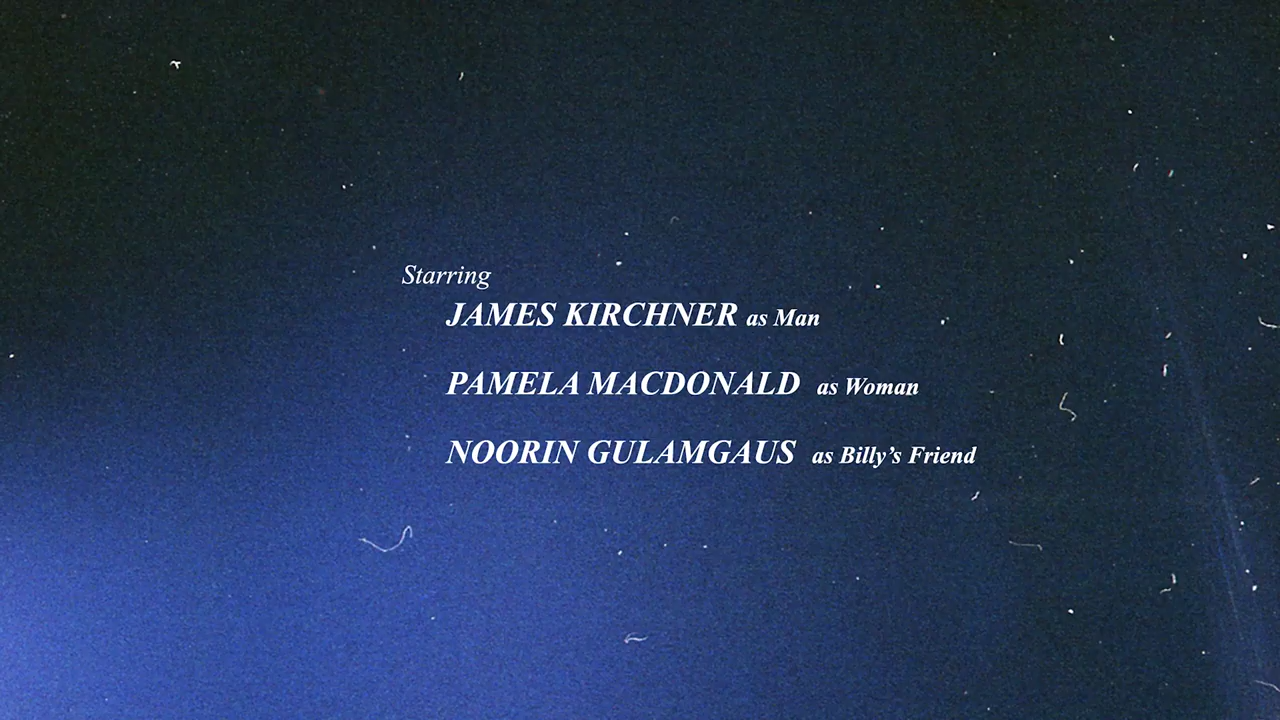 Starring
JAMES KIRCHNER as Man
PAMELA MACDONALD as Woman
NOORIN GULAMGAUS as Billy’s Friend